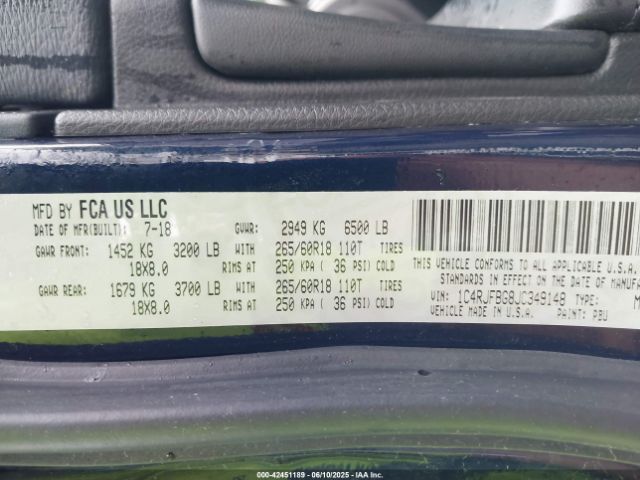 MFD BY FCA US LLC
DATE OF MFR(BUILT): 7-18 GVWR: 2949 KG 6500 LB
GAWR FRONT: 1452 KG 3200 LB WITH 265/60R18 110T TIRES
18X8.0 RIMS AT 250 KPA ( 36 PSI) COLD
GAWR REAR: 1679 KG 3700 LB WITH 265/60R18 110T TIRES
18X8.0 RIMS AT 250 KPA ( 36 PSI) COLD
THIS VEHICLE CONFORMS TO ALL APPLICABLE U.S.A.
STANDARDS IN EFFECT ON THE DATE OF MANUFA
VIN: 1C4RJFBG8JC349148 TYPE: M
VEHICLE MADE IN U.S.A. PAINT: PBU
000-42451189 - 06/10/2025 - IAAI.COM